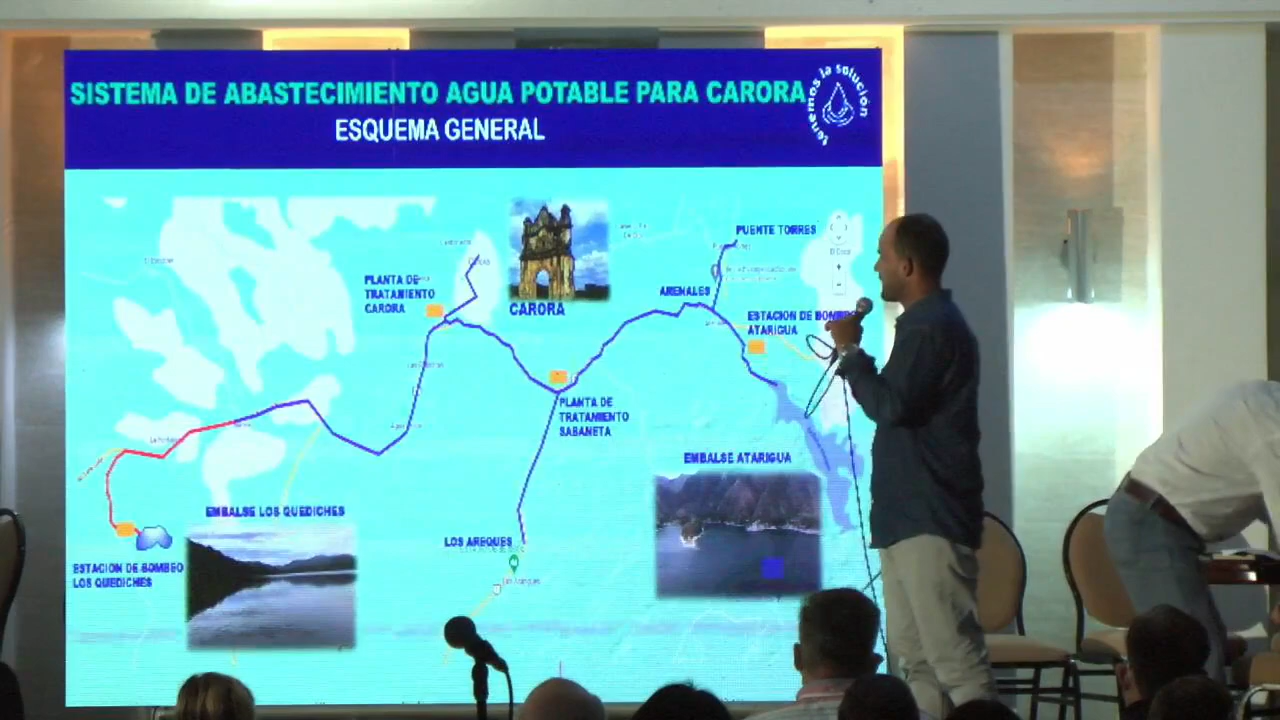 SISTEMA DE ABASTECIMIENTO AGUA POTABLE PARA CARORA
ESQUEMA GENERAL
tenemos la solución
PUENTE TORRES
PLANTA DE
TRATAMIENTO
CARORA
CARORA
ARENALES
ESTACION DE BOMBEO
ATARIGUA
PLANTA DE
TRATAMIENTO
SABANETA
EMBALSE ATARIGUA
EMBALSE LOS QUEDICHES
LOS AREQUES
ESTACION DE BOMBEO
LOS QUEDICHES